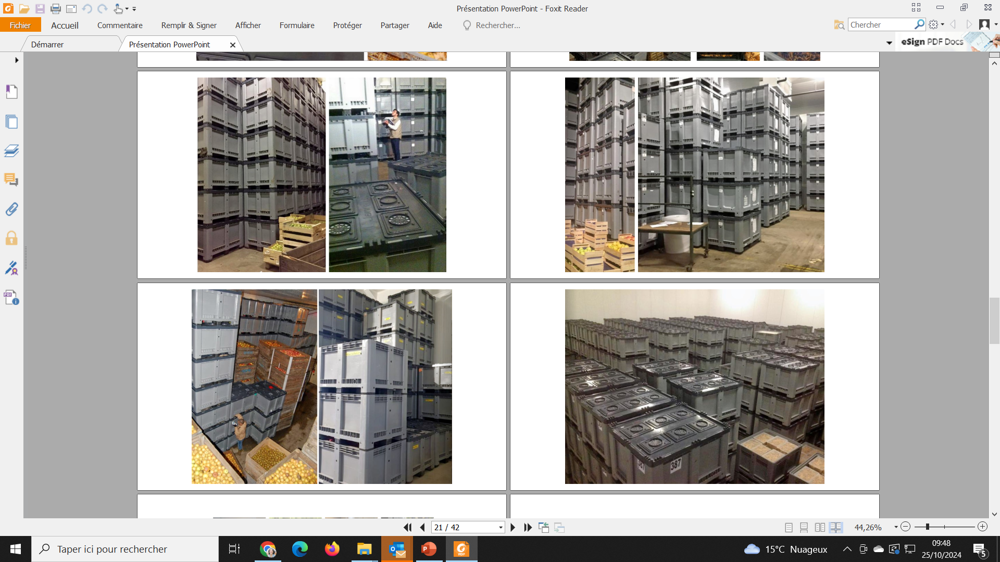 Présentation PowerPoint - Foxit Reader
Fichier
Accueil
Commentaire
Remplir & Signer
Afficher
Formulaire
Protéger
Partager
Aide
Rechercher...
Chercher
Démarrer
Présentation PowerPoint
eSign PDF Docs
387
21 / 42
44,26%
Taper ici pour rechercher
15°C Nuageux
09:48
25/10/2024
5